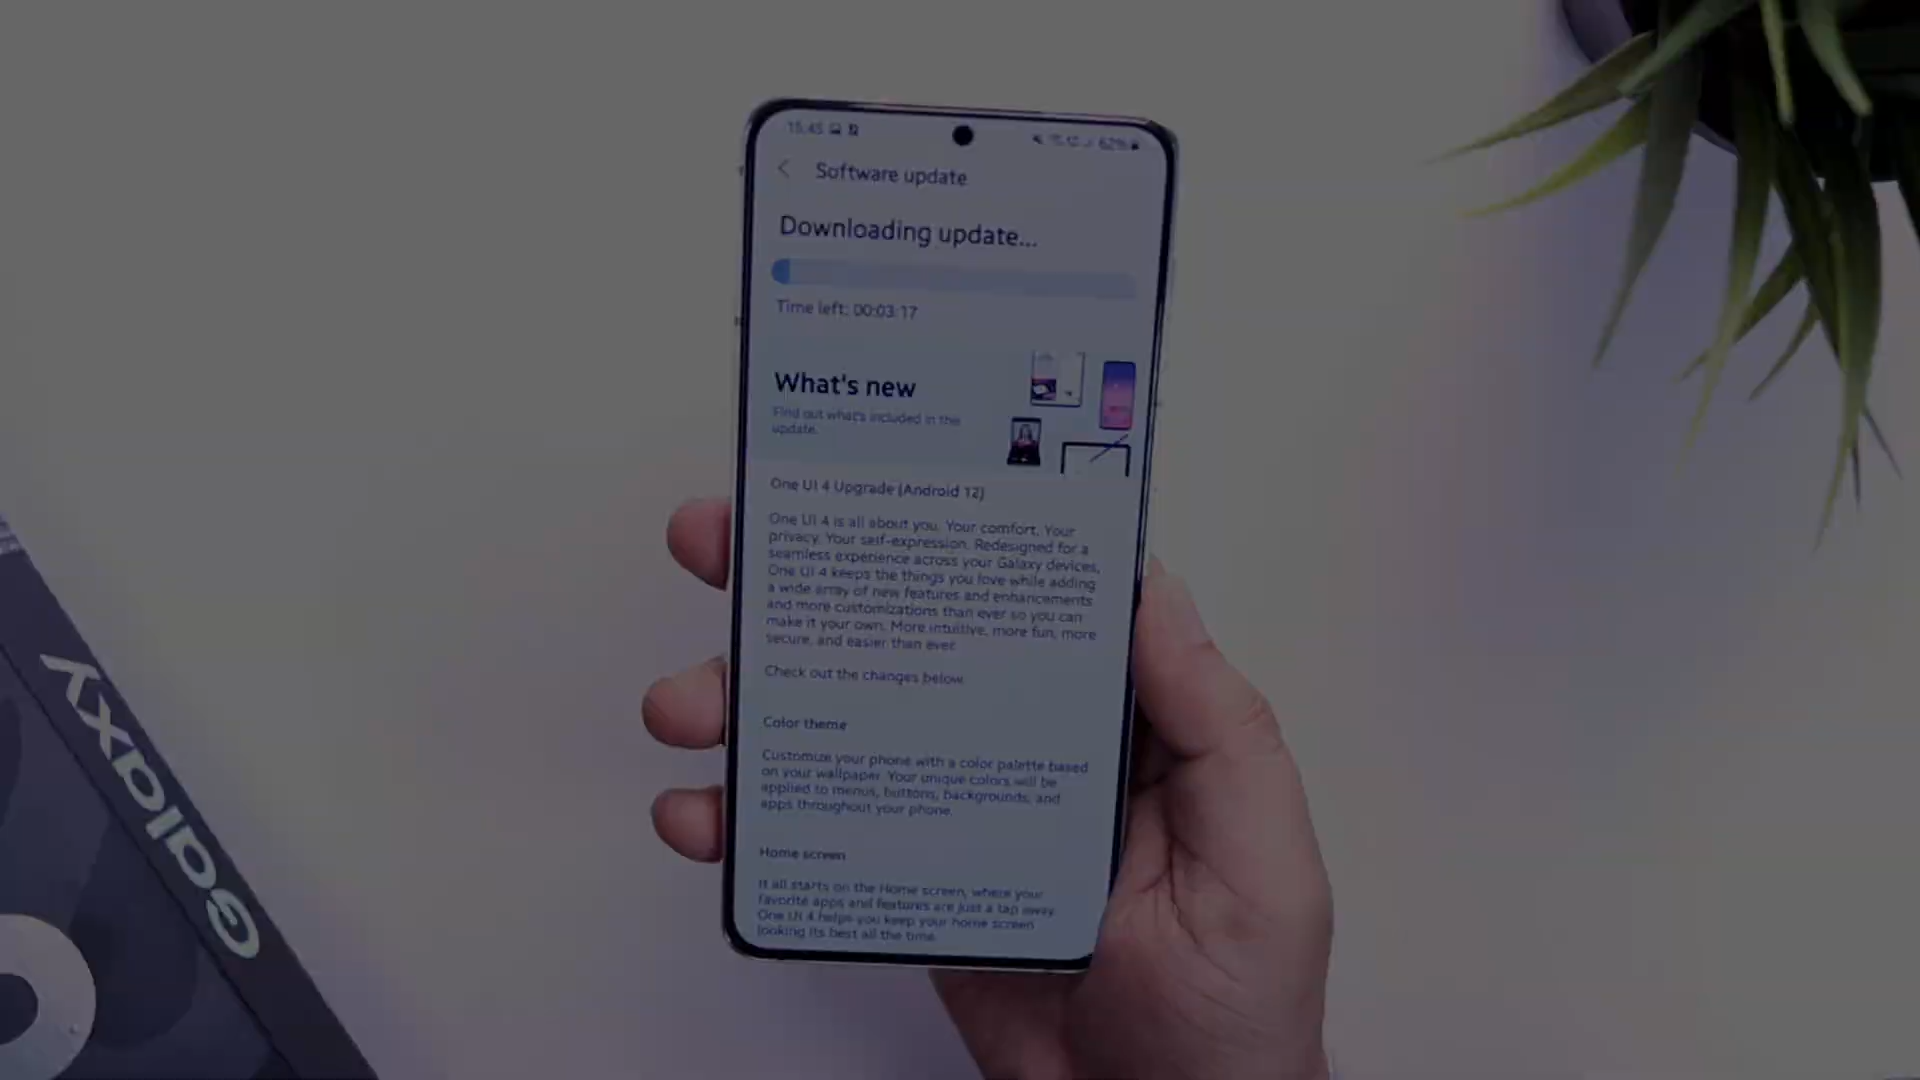 15:45
62%
Software update
Downloading update...
Time left: 00:03:17
What's new
Find out what's included in the
update.
One UI 4 Upgrade (Android 12)
One UI 4 is all about you. Your comfort. Your
privacy. Your self-expression. Redesigned for a
seamless experience across your Galaxy devices,
One UI 4 keeps the things you love while adding
a wide array of new features and enhancements
and more customizations than ever so you can
make it your own. More intuitive, more fun, more
secure, and easier than ever.
Check out the changes below.
Color theme
Customize your phone with a color palette based
on your wallpaper. Your unique colors will be
applied to menus, buttons, backgrounds, and
apps throughout your phone.
Home screen
It all starts on the Home screen, where your
favorite apps and features are just a tap away.
One UI 4 helps you keep your home screen
looking its best all the time.
Galaxy